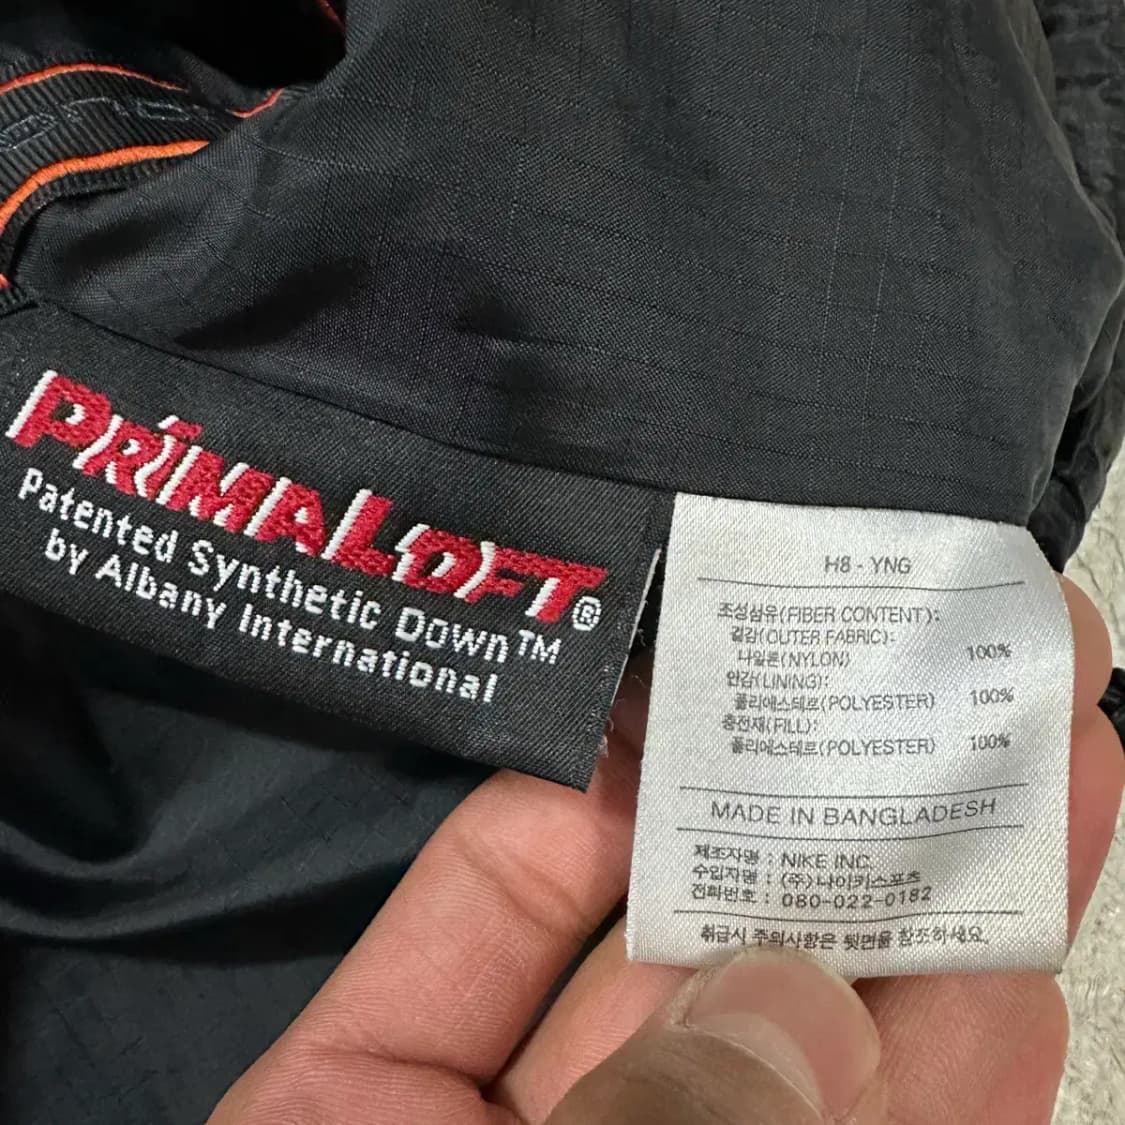 PRIMALOFT®
Patented Synthetic Down™
by Albany International
H8 - YNG
조성섬유(FIBER CONTENT):
겉감(OUTER FABRIC):
나일론(NYLON) 100%
안감(LINING):
폴리에스테르(POLYESTER) 100%
충전재(FILL):
폴리에스테르(POLYESTER) 100%
MADE IN BANGLADESH
제조자명 : NIKE INC.
수입자명 : (주)나이키스포츠
전화번호 : 080-022-0182
취급시 주의사항은 뒷면을 참조하세요.